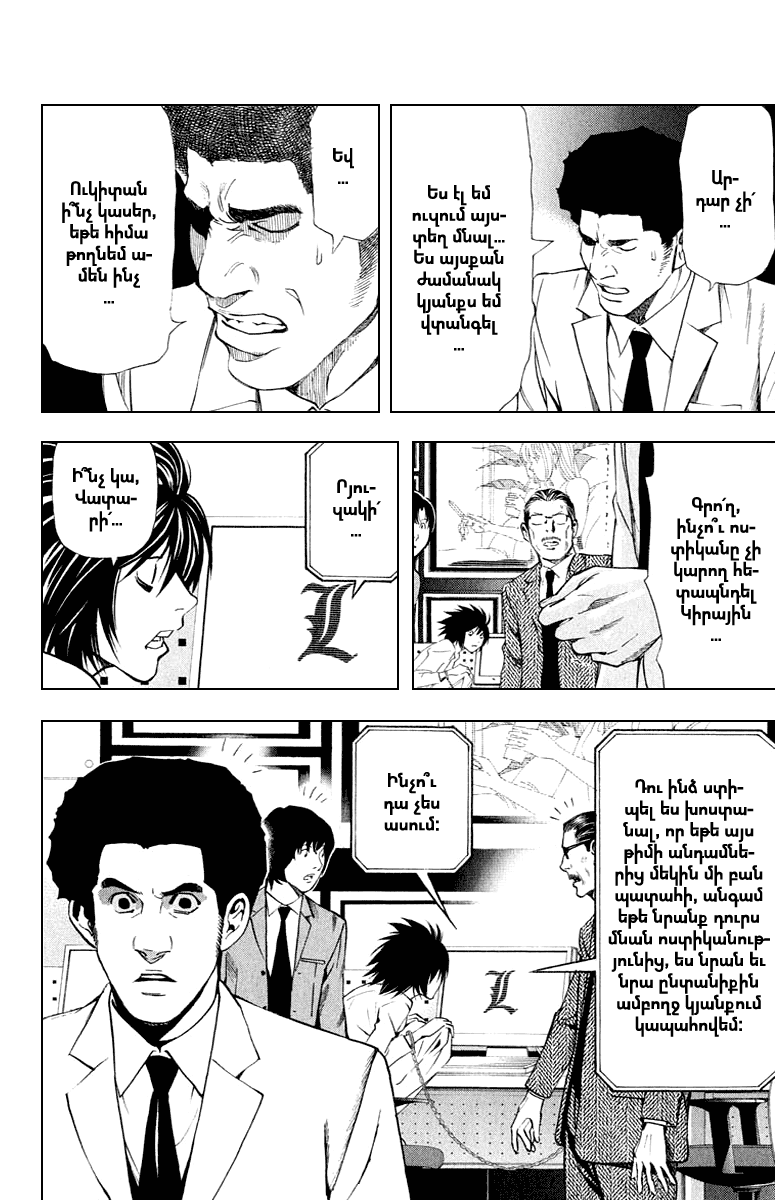 Ար-
դար չի՛
...
Ես էլ եմ
ուզում այս-
տեղ մնալ...
Ես այսքան
ժամանակ
կյանքս եմ
վտանգել
...
Եվ
...
Ուկիտան
ի՞նչ կասեր,
եթե հիմա
թողնեմ ա-
մեն ինչ
...
Գրո՛ղ,
ինչո՞ւ ոս-
տիկանը չի
կարող հե-
տապնդել
Կիրային
...
Րյու-
զակի՛
...
Ի՞նչ կա,
Վատա-
րի՛...
L
Դու ինձ ստի-
պել ես խոստա-
նալ, որ եթե այս
թիմի անդամնե-
րից մեկին մի բան
պատահի, անգամ
եթե նրանք դուրս
մնան ոստիկանութ-
յունից, ես նրան եւ
նրա ընտանիքին
ամբողջ կյանքում
կապահովեմ:
Ինչո՞ւ
դա չես
ասում:
L